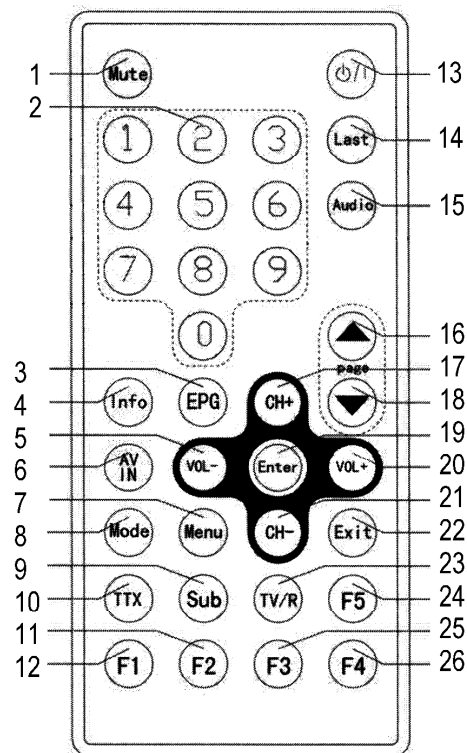 1 Mute ⏻/I 13
2
1 2 3 Last 14
4 5 6 Audio 15
7 8 9
0 16
page 17
3 18
4 Info EPG CH+
5 19
6 AV IN VOL- Enter VOL+ 20
7 21
8 Mode Menu CH- Exit 22
9 23
10 TTX Sub TV/R F5 24
11 25
12 F1 F2 F3 F4 26